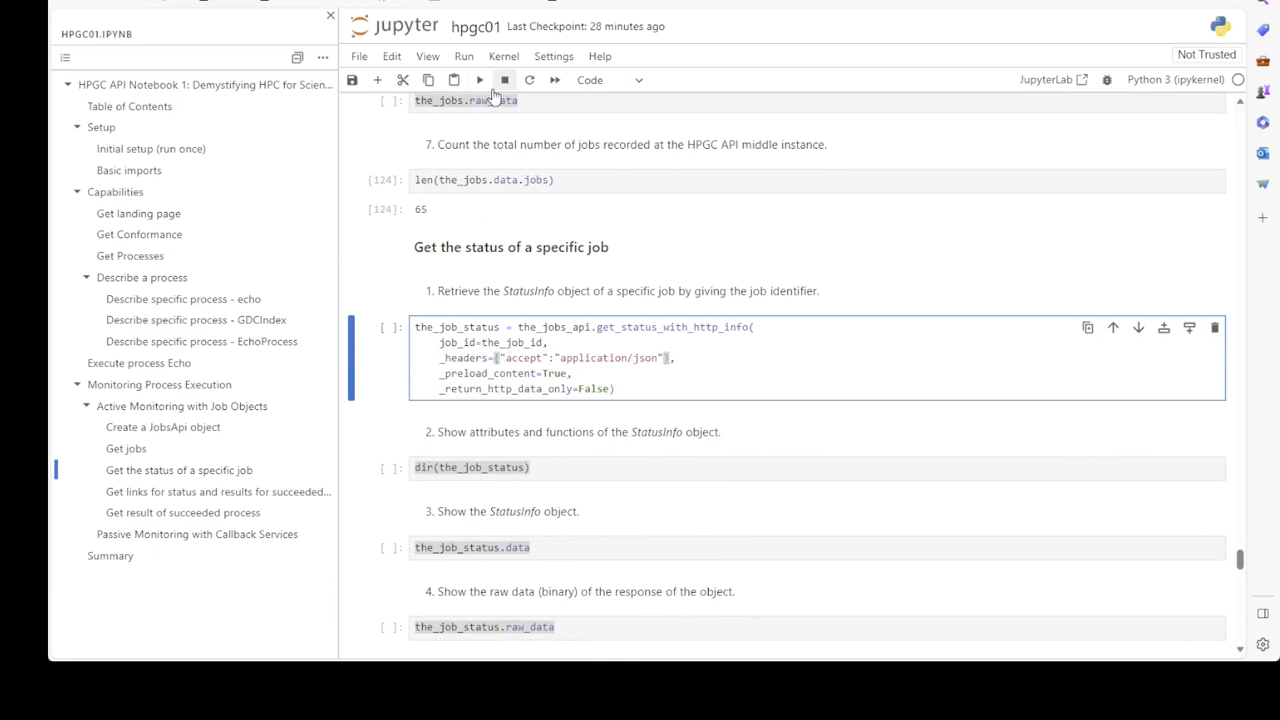 jupyter hpgc01 Last Checkpoint: 28 minutes ago
HPGC01.IPYNB
File Edit View Run Kernel Settings Help
Not Trusted
Code
JupyterLab
Python 3 (ipykernel)
HPGC API Notebook 1: Demystifying HPC for Scien...
Table of Contents
Setup
Initial setup (run once)
Basic imports
Capabilities
Get landing page
Get Conformance
Get Processes
Describe a process
Describe specific process - echo
Describe specific process - GDCIndex
Describe specific process - EchoProcess
Execute process Echo
Monitoring Process Execution
Active Monitoring with Job Objects
Create a JobsApi object
Get jobs
Get the status of a specific job
Get links for status and results for succeeded...
Get result of succeeded process
Passive Monitoring with Callback Services
Summary
[ ]: the_jobs.raw_data
7. Count the total number of jobs recorded at the HPGC API middle instance.
[124]: len(the_jobs.data.jobs)
[124]: 65
Get the status of a specific job
1. Retrieve the StatusInfo object of a specific job by giving the job identifier.
[ ]: the_job_status = the_jobs_api.get_status_with_http_info(
job_id=the_job_id,
_headers={"accept":"application/json"},
_preload_content=True,
_return_http_data_only=False)
2. Show attributes and functions of the StatusInfo object.
[ ]: dir(the_job_status)
3. Show the StatusInfo object.
[ ]: the_job_status.data
4. Show the raw data (binary) of the response of the object.
[ ]: the_job_status.raw_data